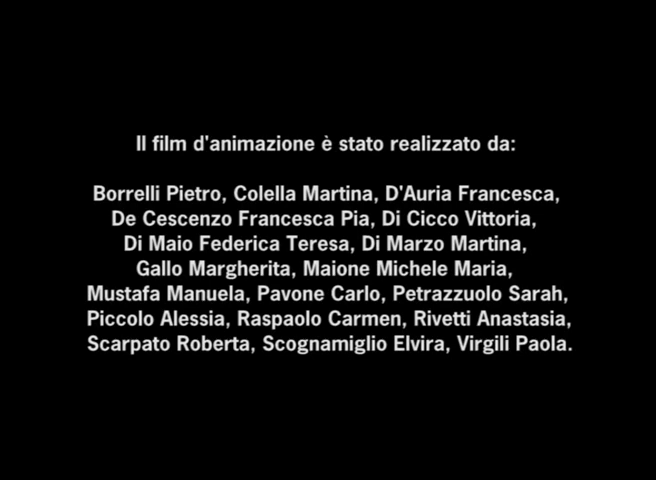 Il film d'animazione è stato realizzato da:
Borrelli Pietro, Colella Martina, D'Auria Francesca,
De Cescenzo Francesca Pia, Di Cicco Vittoria,
Di Maio Federica Teresa, Di Marzo Martina,
Gallo Margherita, Maione Michele Maria,
Mustafa Manuela, Pavone Carlo, Petrazzuolo Sarah,
Piccolo Alessia, Raspaolo Carmen, Rivetti Anastasia,
Scarpato Roberta, Scognamiglio Elvira, Virgili Paola.